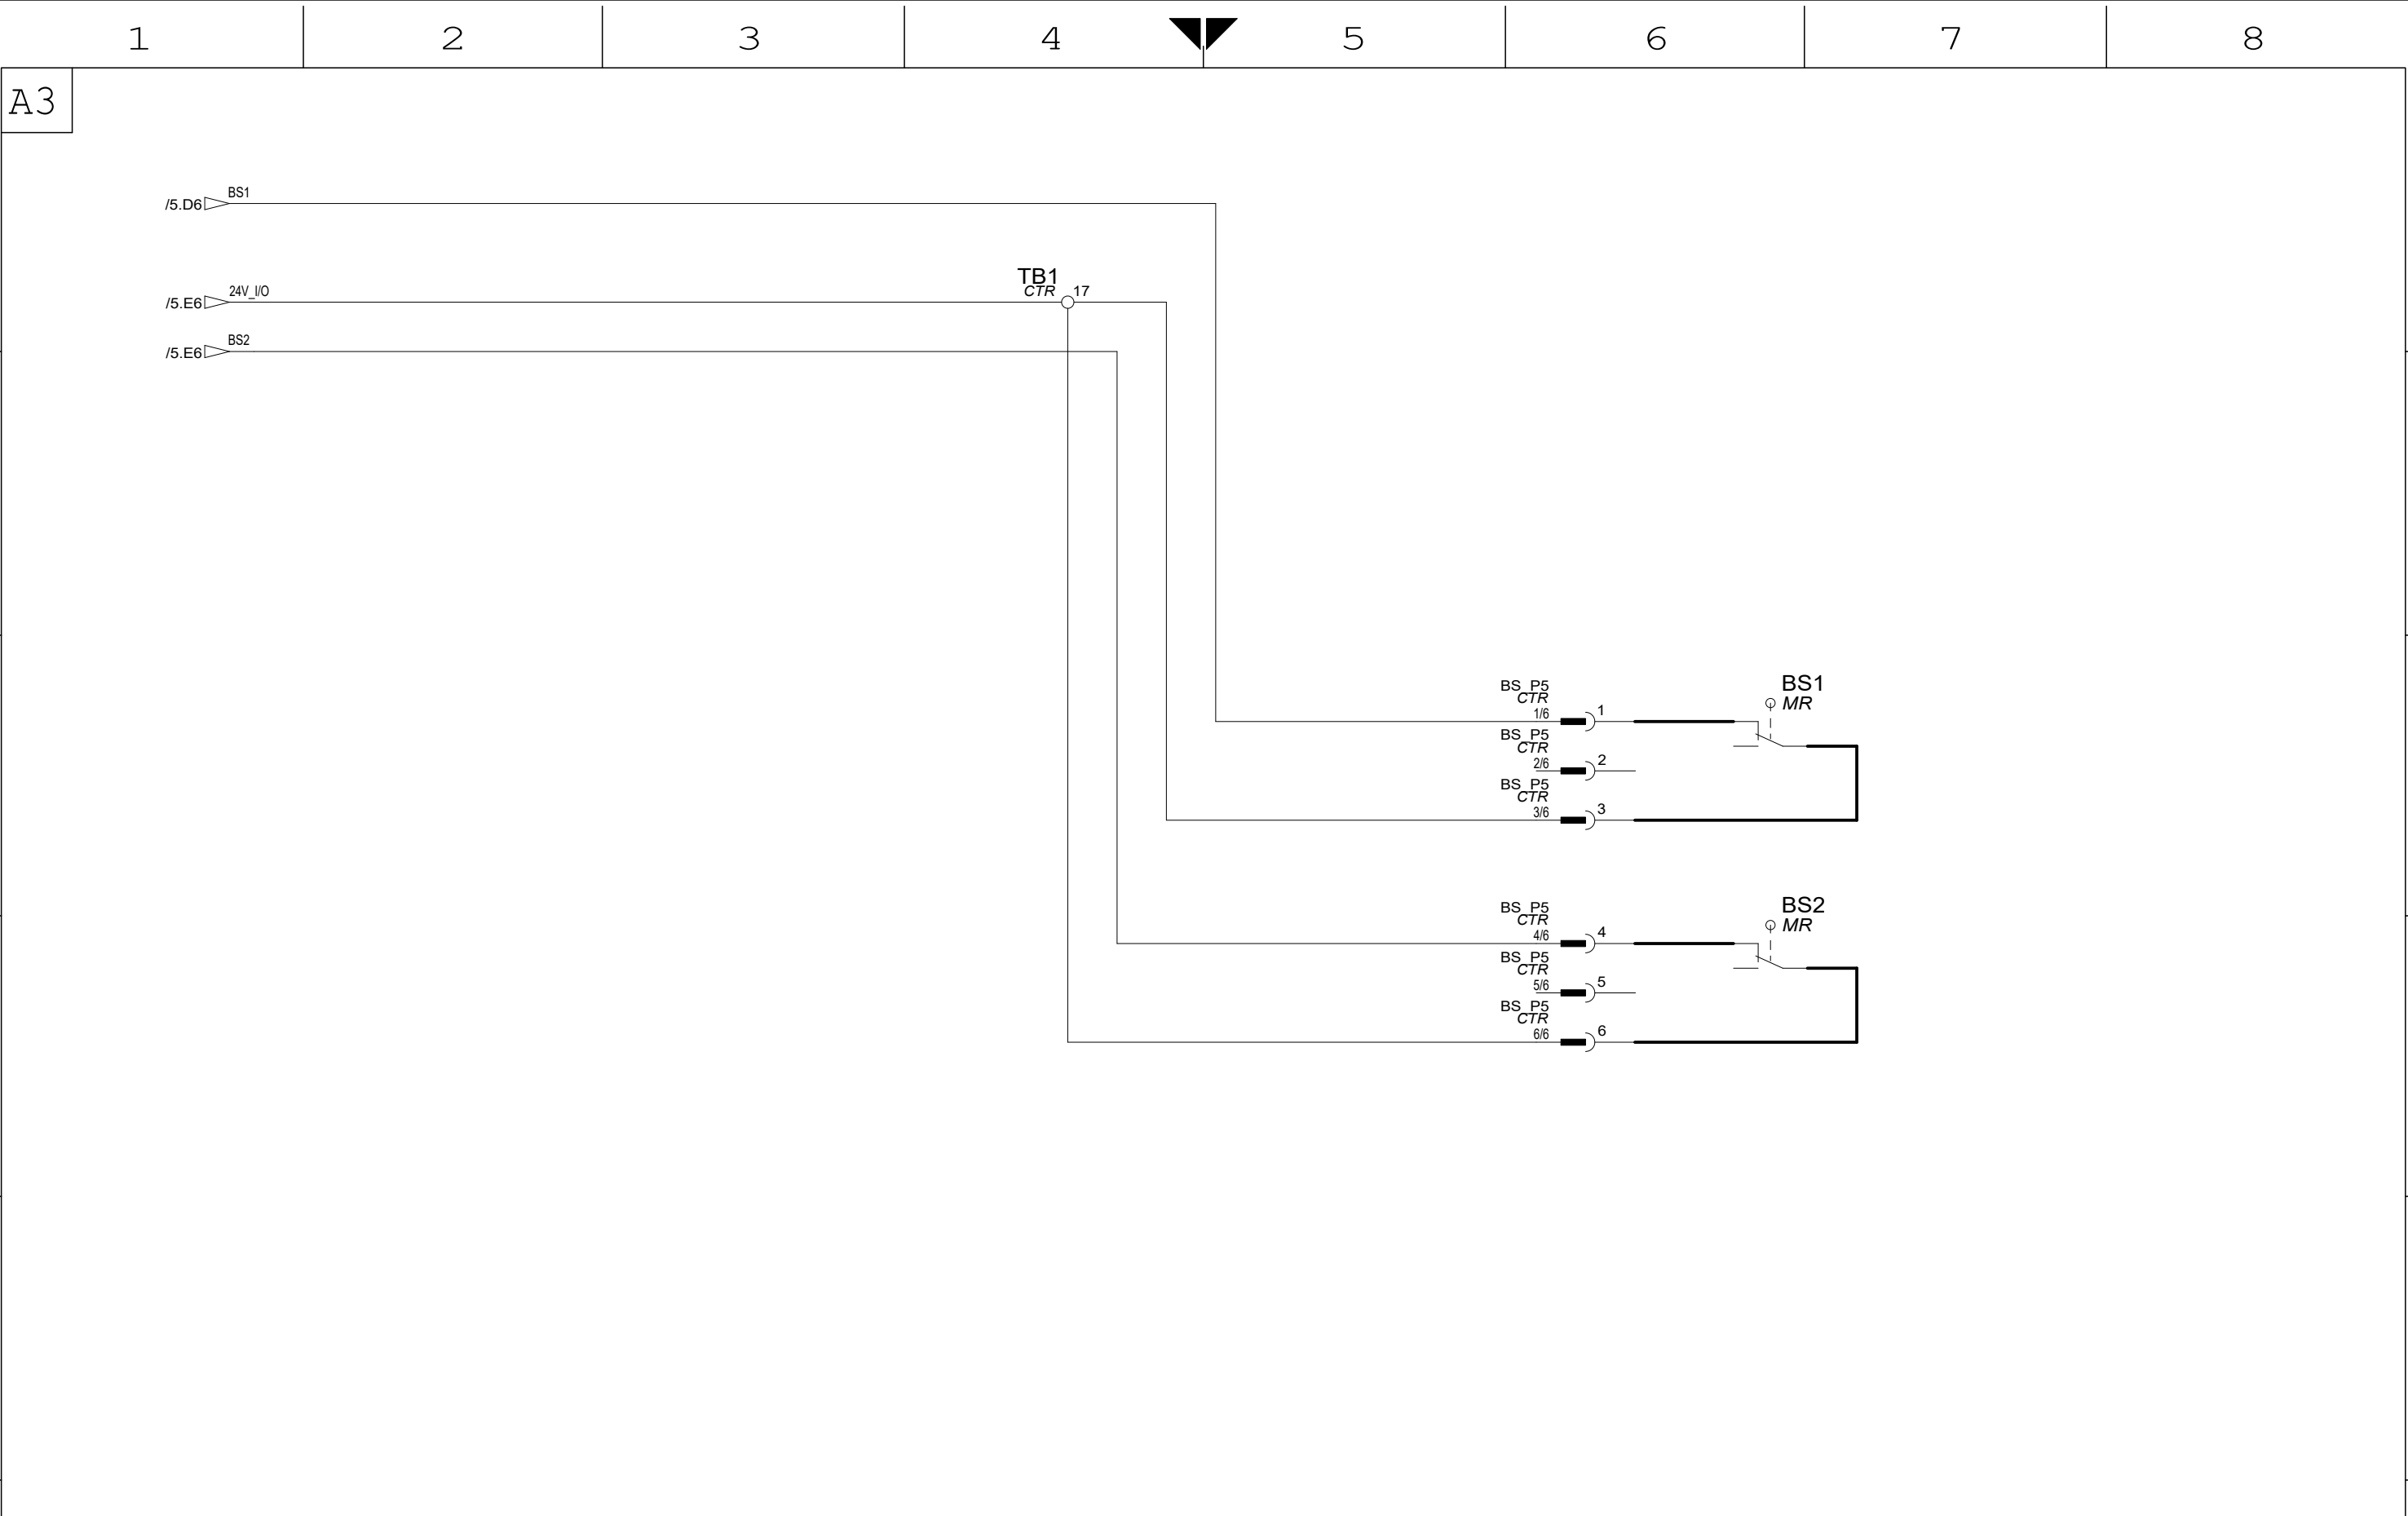 1 2 3 4 5 6 7 8
A3
BS1
/5.D6
24V_I/O
/5.E6
TB1
CTR
17
BS2
/5.E6
BS_P5
CTR
1/6
1
BS1
MR
BS_P5
CTR
2/6
2
BS_P5
CTR
3/6
3
BS_P5
CTR
4/6
4
BS2
MR
BS_P5
CTR
5/6
5
BS_P5
CTR
6/6
6